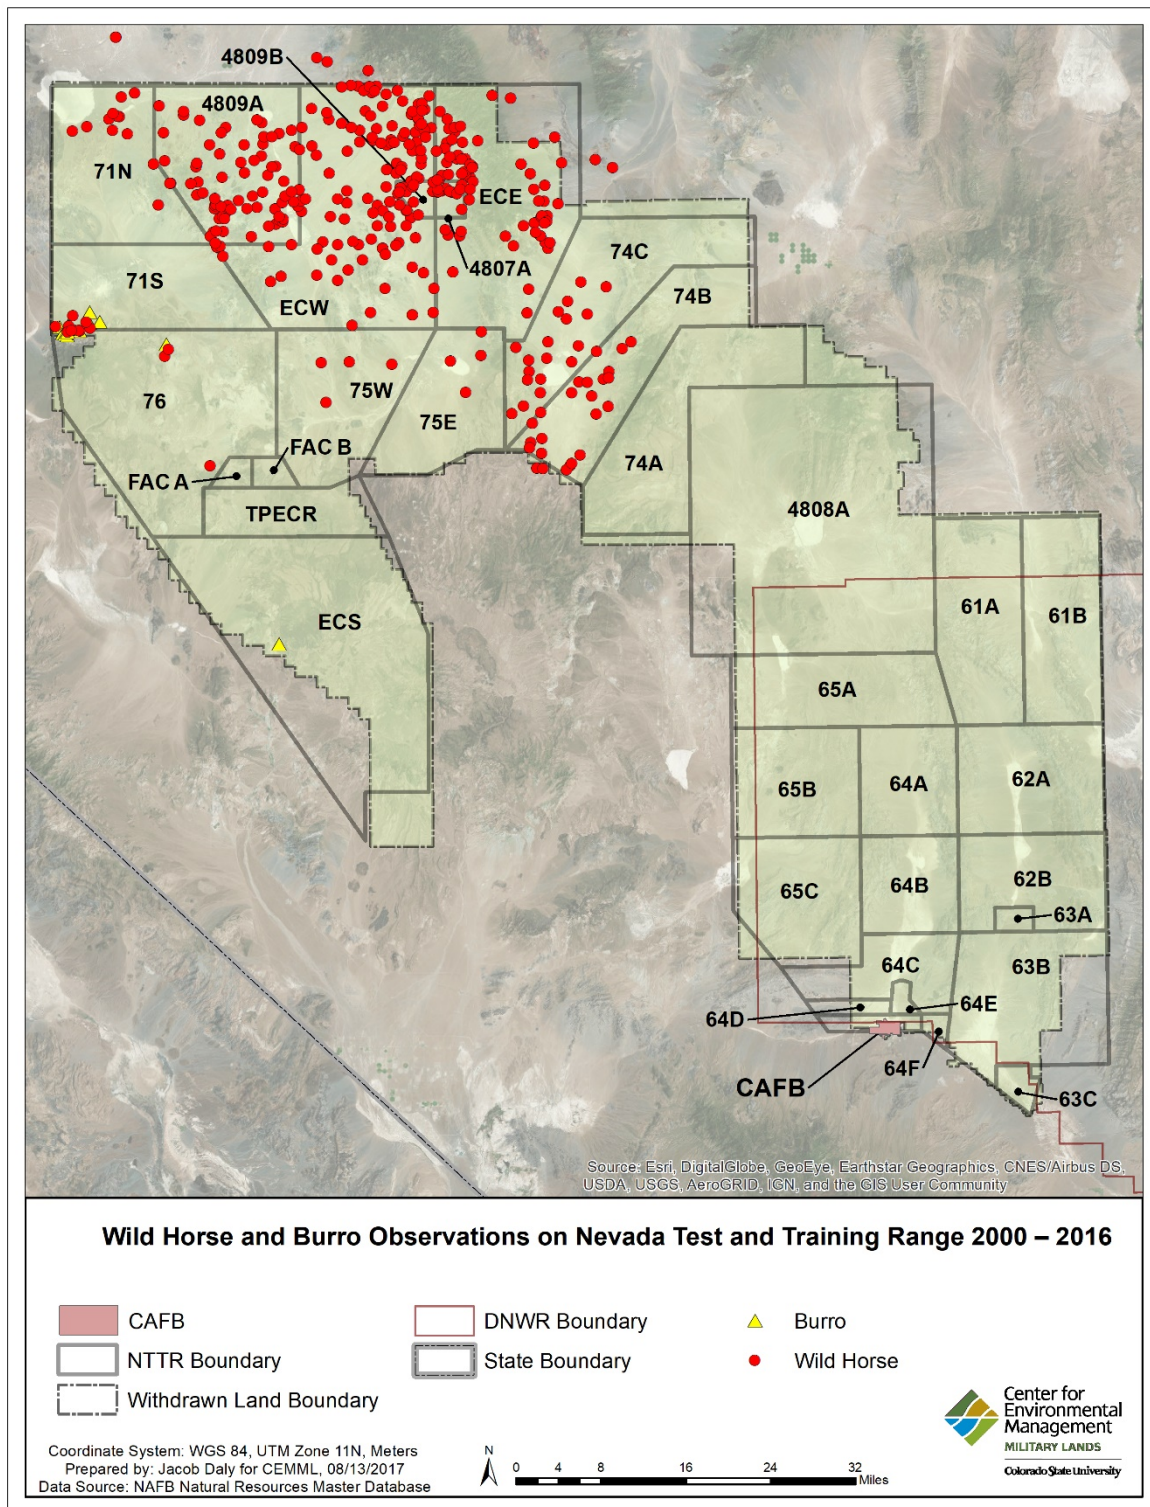 4809B
4809A
71N
ECE
4807A
74C
71S
74B
ECW
75W
76
75E
FAC B
74A
FAC A
TPECR
4808A
61A
61B
ECS
65A
62A
65B
64A
62B
64B
65C
63A
64C
63B
64E
64D
64F
CAFB
63C
Source: Esri, DigitalGlobe, GeoEye, Earthstar Geographics, CNES/Airbus DS,
USDA, USGS, AeroGRID, IGN, and the GIS User Community
Wild Horse and Burro Observations on Nevada Test and Training Range 2000 – 2016
CAFB
DNWR Boundary
Burro
NTTR Boundary
State Boundary
Wild Horse
Withdrawn Land Boundary
Center for
Environmental
Management
MILITARY LANDS
Colorado State University
Coordinate System: WGS 84, UTM Zone 11N, Meters
Prepared by: Jacob Daly for CEMML, 08/13/2017
Data Source: NAFB Natural Resources Master Database
N
0 4 8 16 24 32
Miles